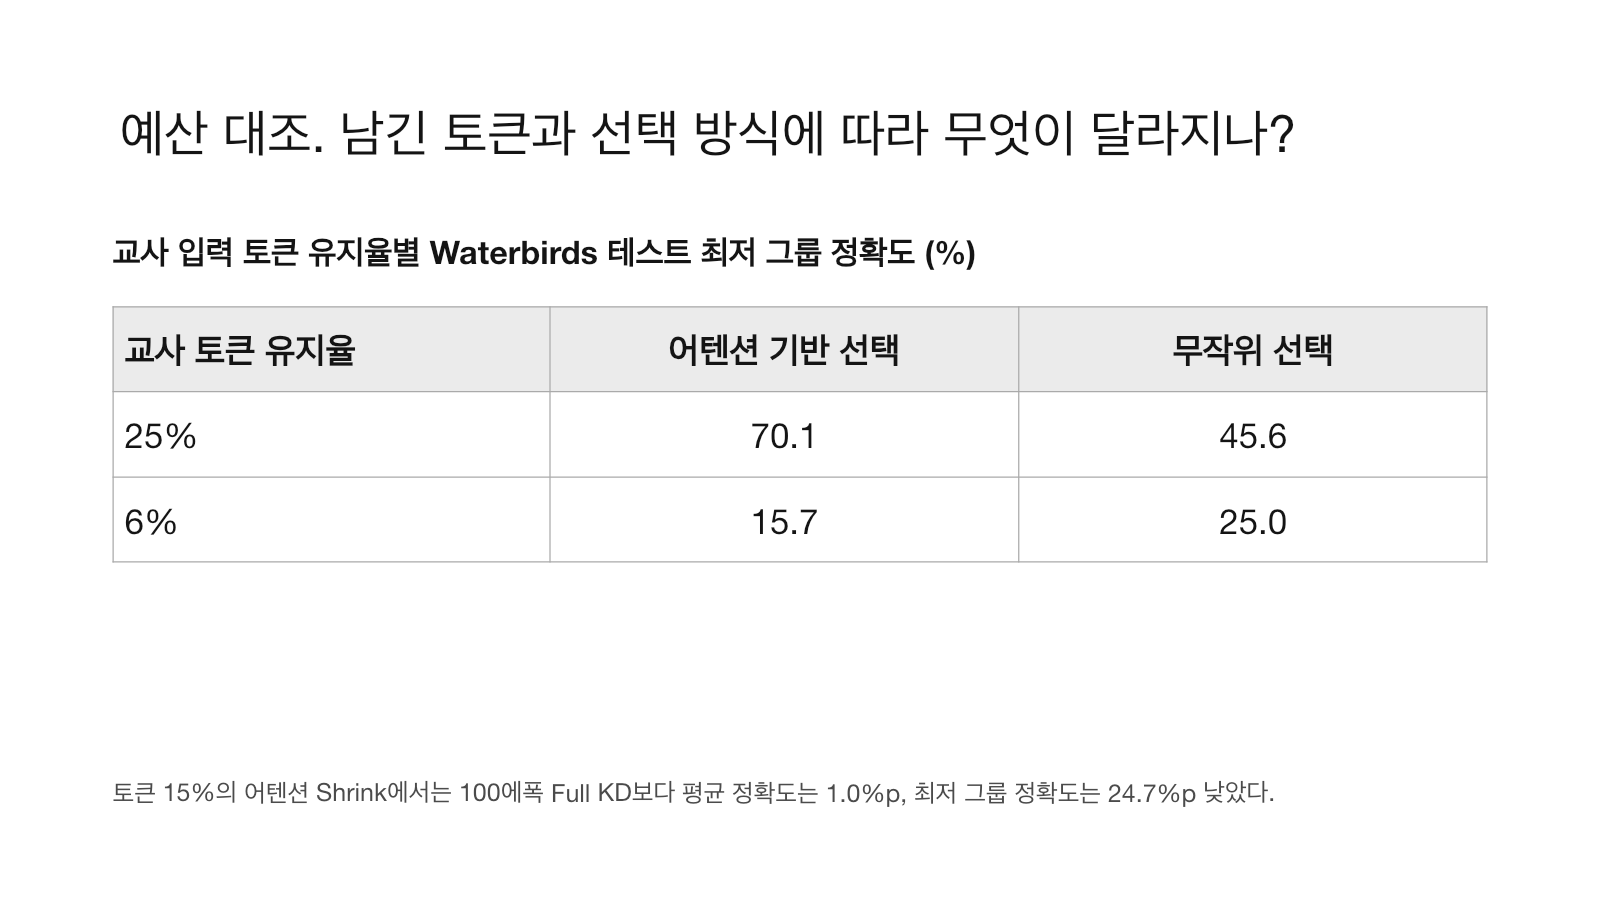 예산 대조. 남긴 토큰과 선택 방식에 따라 무엇이 달라지나?
교사 입력 토큰 유지율별 Waterbirds 테스트 최저 그룹 정확도 (%)
교사 토큰 유지율 어텐션 기반 선택 무작위 선택
25% 70.1 45.6
6% 15.7 25.0
토큰 15%의 어텐션 Shrink에서는 100에폭 Full KD보다 평균 정확도는 1.0%p, 최저 그룹 정확도는 24.7%p 낮았다.